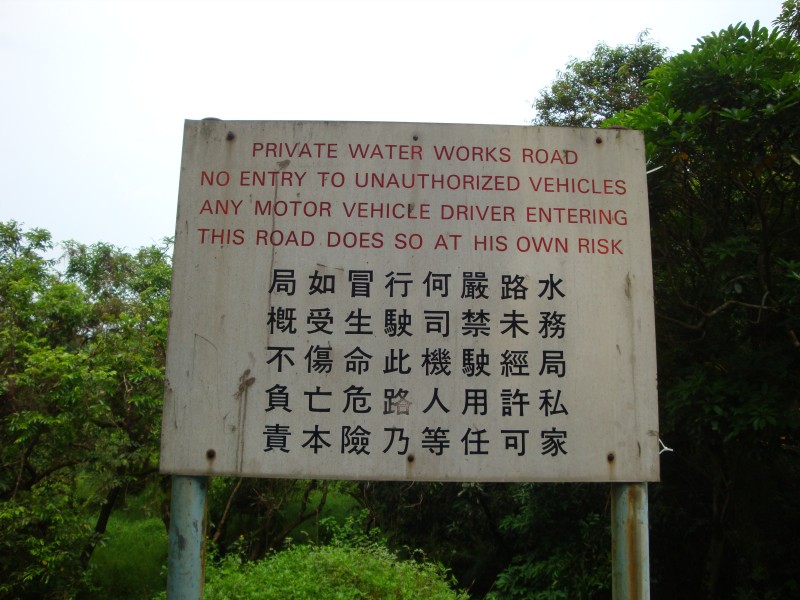 PRIVATE WATER WORKS ROAD
NO ENTRY TO UNAUTHORIZED VEHICLES
ANY MOTOR VEHICLE DRIVER ENTERING
THIS ROAD DOES SO AT HIS OWN RISK
水務局私家
路未經許可
嚴禁駛用任
何司機人等
行駛此路乃
冒生命危險
如受傷亡本
局概不負責